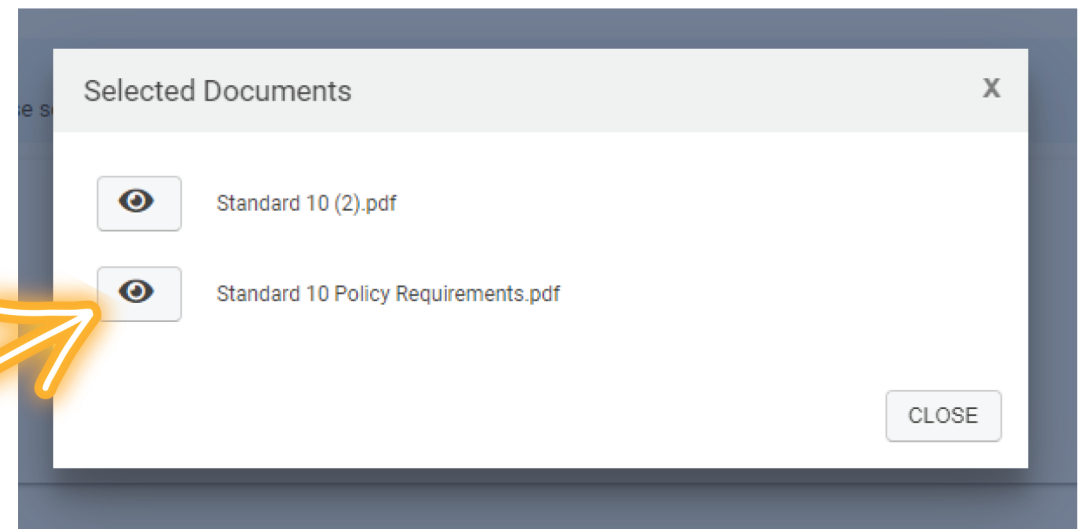 Selected Documents X
Standard 10 (2).pdf
Standard 10 Policy Requirements.pdf
CLOSE